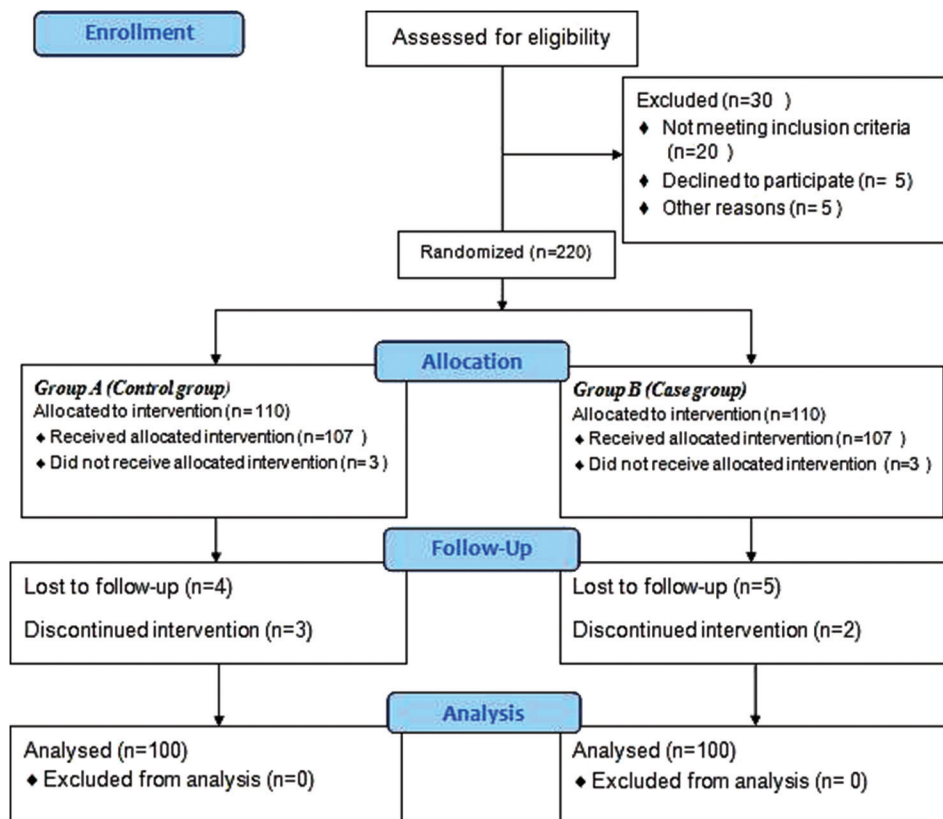 Enrollment
Assessed for eligibility
Excluded (n=30 )
♦ Not meeting inclusion criteria
(n=20 )
♦ Declined to participate (n= 5)
♦ Other reasons (n= 5 )
Randomized (n=220)
Allocation
Group A (Control group)
Allocated to intervention (n= 110)
♦ Received allocated intervention (n=107 )
♦ Did not receive allocated intervention (n= 3 )
Group B (Case group)
Allocated to intervention (n=110)
♦ Received allocated intervention (n=107 )
♦ Did not receive allocated intervention (n=3 )
Follow-Up
Lost to follow-up (n=4)
Discontinued intervention (n=3)
Lost to follow-up (n=5)
Discontinued intervention (n=2)
Analysis
Analysed (n=100)
♦ Excluded from analysis (n=0)
Analysed (n=100)
♦ Excluded from analysis (n= 0)